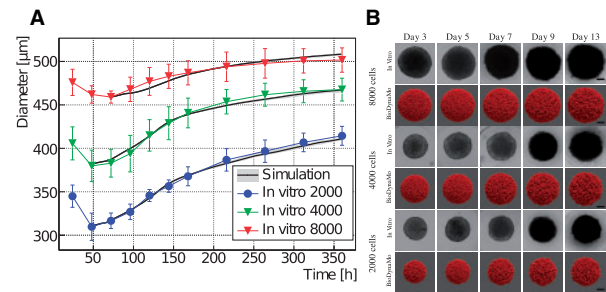 A
Diameter [μm]
500
450
400
350
300
0
50
100
150
200
250
300
350
Time [h]
Simulation
In vitro 2000
In vitro 4000
In vitro 8000
B
Day 3 Day 5 Day 7 Day 9 Day 13
8000 cells
In Vitro
BioDynaMo
4000 cells
In Vitro
BioDynaMo
2000 cells
In Vitro
BioDynaMo